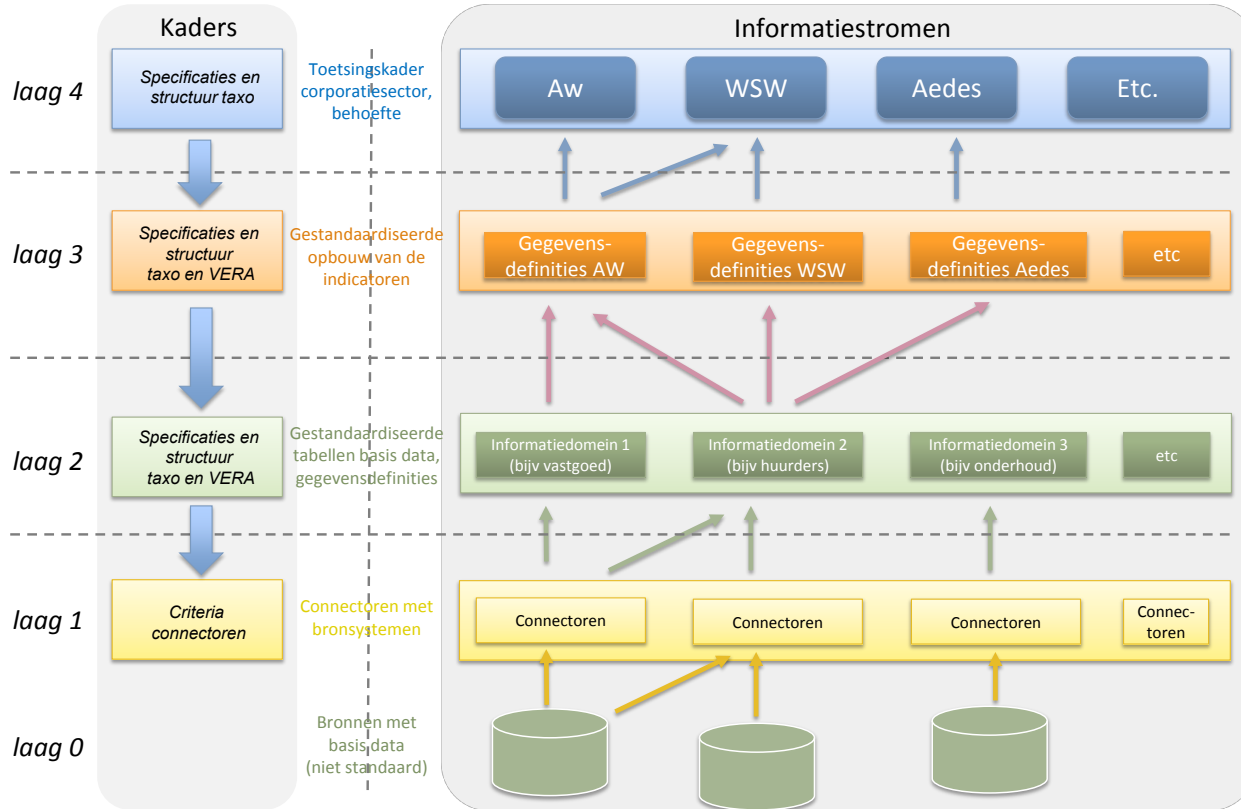 Kaders
Informatiestromen
laag 4
Specificaties en
structuur taxo
Toetsingskader
corporatiesector,
behoefte
Aw
WSW
Aedes
Etc.
laag 3
Specificaties en
structuur
taxo en VERA
Gestandaardiseerde
opbouw van de
indicatoren
Gegevens-
definities AW
Gegevens-
definities WSW
Gegevens-
definities Aedes
etc
laag 2
Specificaties en
structuur
taxo en VERA
Gestandaardiseerde
tabellen basis data,
gegevensdefinities
Informatiedomein 1
(bijv vastgoed)
Informatiedomein 2
(bijv huurders)
Informatiedomein 3
(bijv onderhoud)
etc
laag 1
Criteria
connectoren
Connectoren met
bronsystemen
Connectoren
Connectoren
Connectoren
Connec-
toren
laag 0
Bronnen met
basis data
(niet standaard)